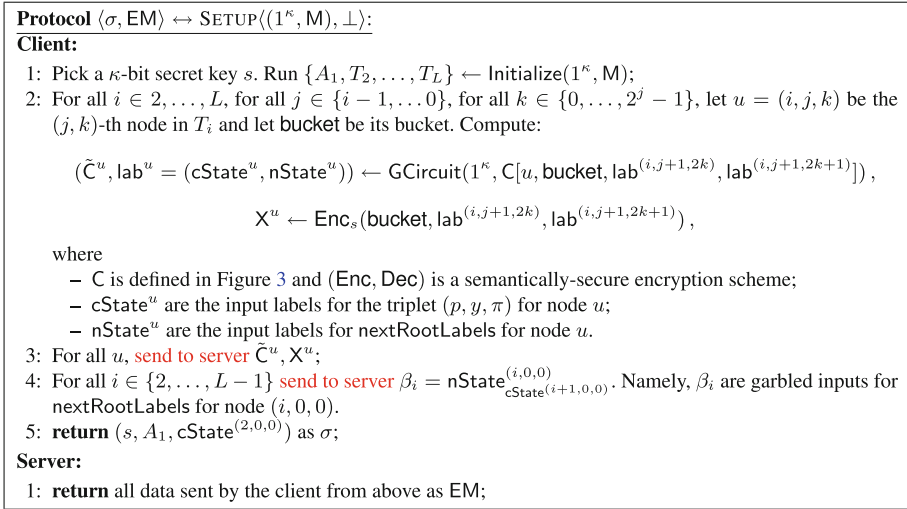 Protocol ⟨σ, EM⟩ ↔ SETUP⟨(1^κ, M), ⊥⟩:
Client:
1: Pick a κ-bit secret key s. Run {A_1, T_2, . . . , T_L} ← Initialize(1^κ, M);
2: For all i ∈ 2, . . . , L, for all j ∈ {i − 1, . . . 0}, for all k ∈ {0, . . . , 2^j − 1}, let u = (i, j, k) be the
(j, k)-th node in T_i and let bucket be its bucket. Compute:
(C̃^u, lab^u = (cState^u, nState^u)) ← GCircuit(1^κ, C[u, bucket, lab^(i,j+1,2k), lab^(i,j+1,2k+1)]) ,
X^u ← Enc_s(bucket, lab^(i,j+1,2k), lab^(i,j+1,2k+1)) ,
where
– C is defined in Figure 3 and (Enc, Dec) is a semantically-secure encryption scheme;
– cState^u are the input labels for the triplet (p, y, π) for node u;
– nState^u are the input labels for nextRootLabels for node u.
3: For all u, send to server C̃^u, X^u;
4: For all i ∈ {2, . . . , L − 1} send to server β_i = nState^(i,0,0)_cState^(i+1,0,0). Namely, β_i are garbled inputs for
nextRootLabels for node (i, 0, 0).
5: return (s, A_1, cState^(2,0,0)) as σ;
Server:
1: return all data sent by the client from above as EM;